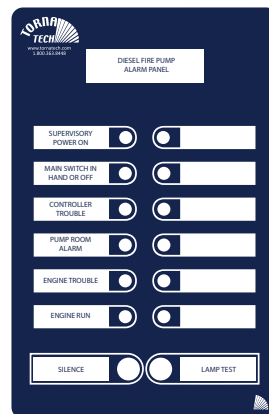 TORNA
TECH
www.tornatech.com
1.800.363.8448
DIESEL FIRE PUMP
ALARM PANEL
SUPERVISORY
POWER ON
MAIN SWITCH IN
HAND OR OFF
CONTROLLER
TROUBLE
PUMP ROOM
ALARM
ENGINE TROUBLE
ENGINE RUN
SILENCE
LAMP TEST